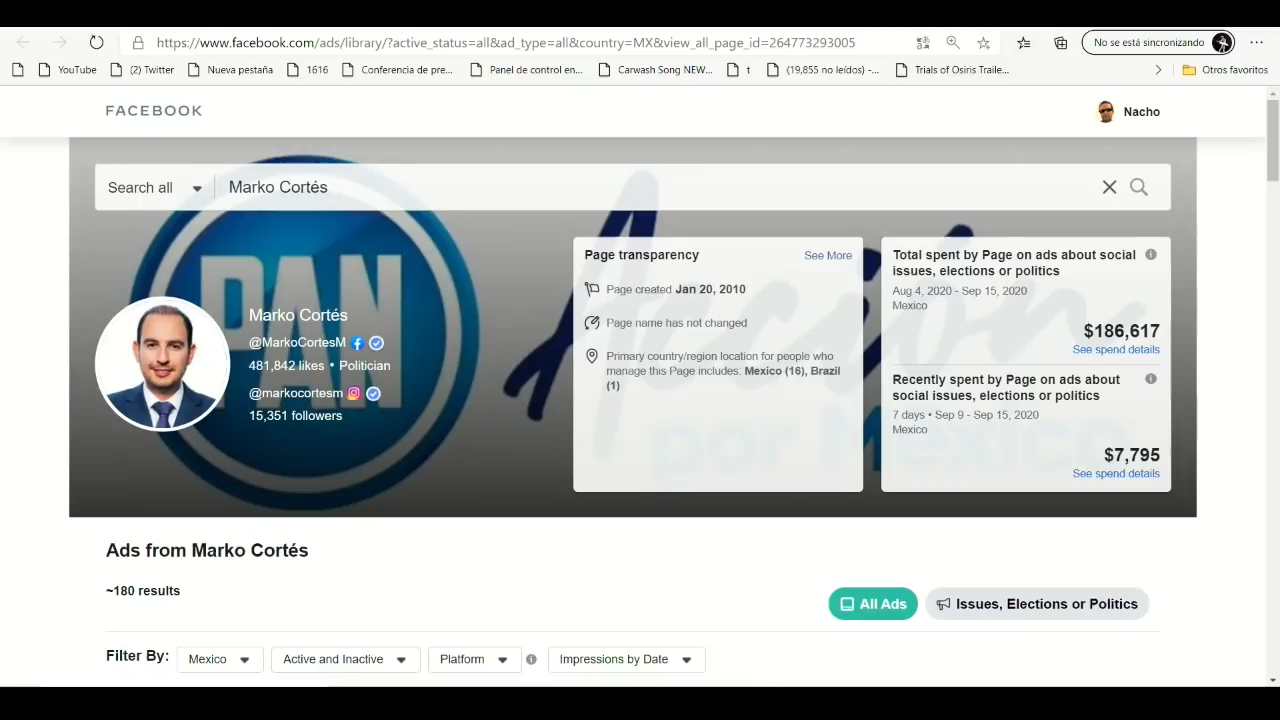 https://www.facebook.com/ads/library/?active_status=all&ad_type=all&country=MX&view_all_page_id=264773293005
No se está sincronizando
YouTube
(2) Twitter
Nueva pestaña
1616
Conferencia de pre...
Panel de control en...
Carwash Song NEW...
t
(19,855 no leídos) -...
Trials of Osiris Traile...
Otros favoritos
FACEBOOK
Nacho
Search all
Marko Cortés
PAN
Acción
por México
Marko Cortés
@MarkoCortesM
481,842 likes • Politician
@markocortesm
15,351 followers
Page transparency
See More
Page created Jan 20, 2010
Page name has not changed
Primary country/region location for people who
manage this Page includes: Mexico (16), Brazil
(1)
Total spent by Page on ads about social
issues, elections or politics
Aug 4, 2020 - Sep 15, 2020
Mexico
$186,617
See spend details
Recently spent by Page on ads about
social issues, elections or politics
7 days • Sep 9 - Sep 15, 2020
Mexico
$7,795
See spend details
Ads from Marko Cortés
~180 results
All Ads
Issues, Elections or Politics
Filter By:
Mexico
Active and Inactive
Platform
Impressions by Date